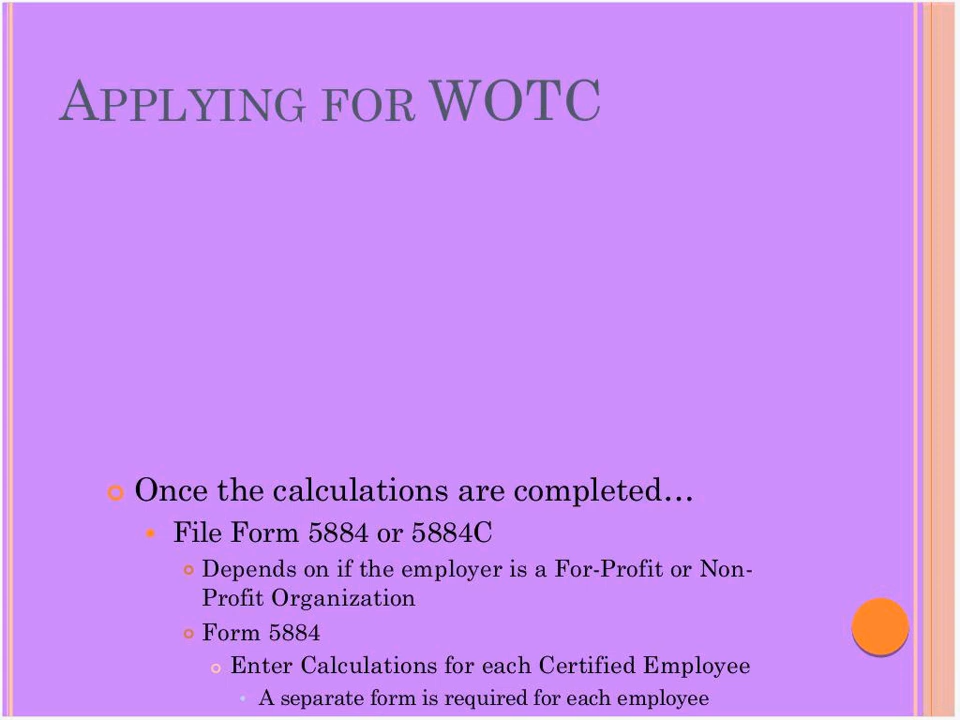 APPLYING FOR WOTC
Once the calculations are completed…
File Form 5884 or 5884C
Depends on if the employer is a For-Profit or Non-
Profit Organization
Form 5884
Enter Calculations for each Certified Employee
A separate form is required for each employee